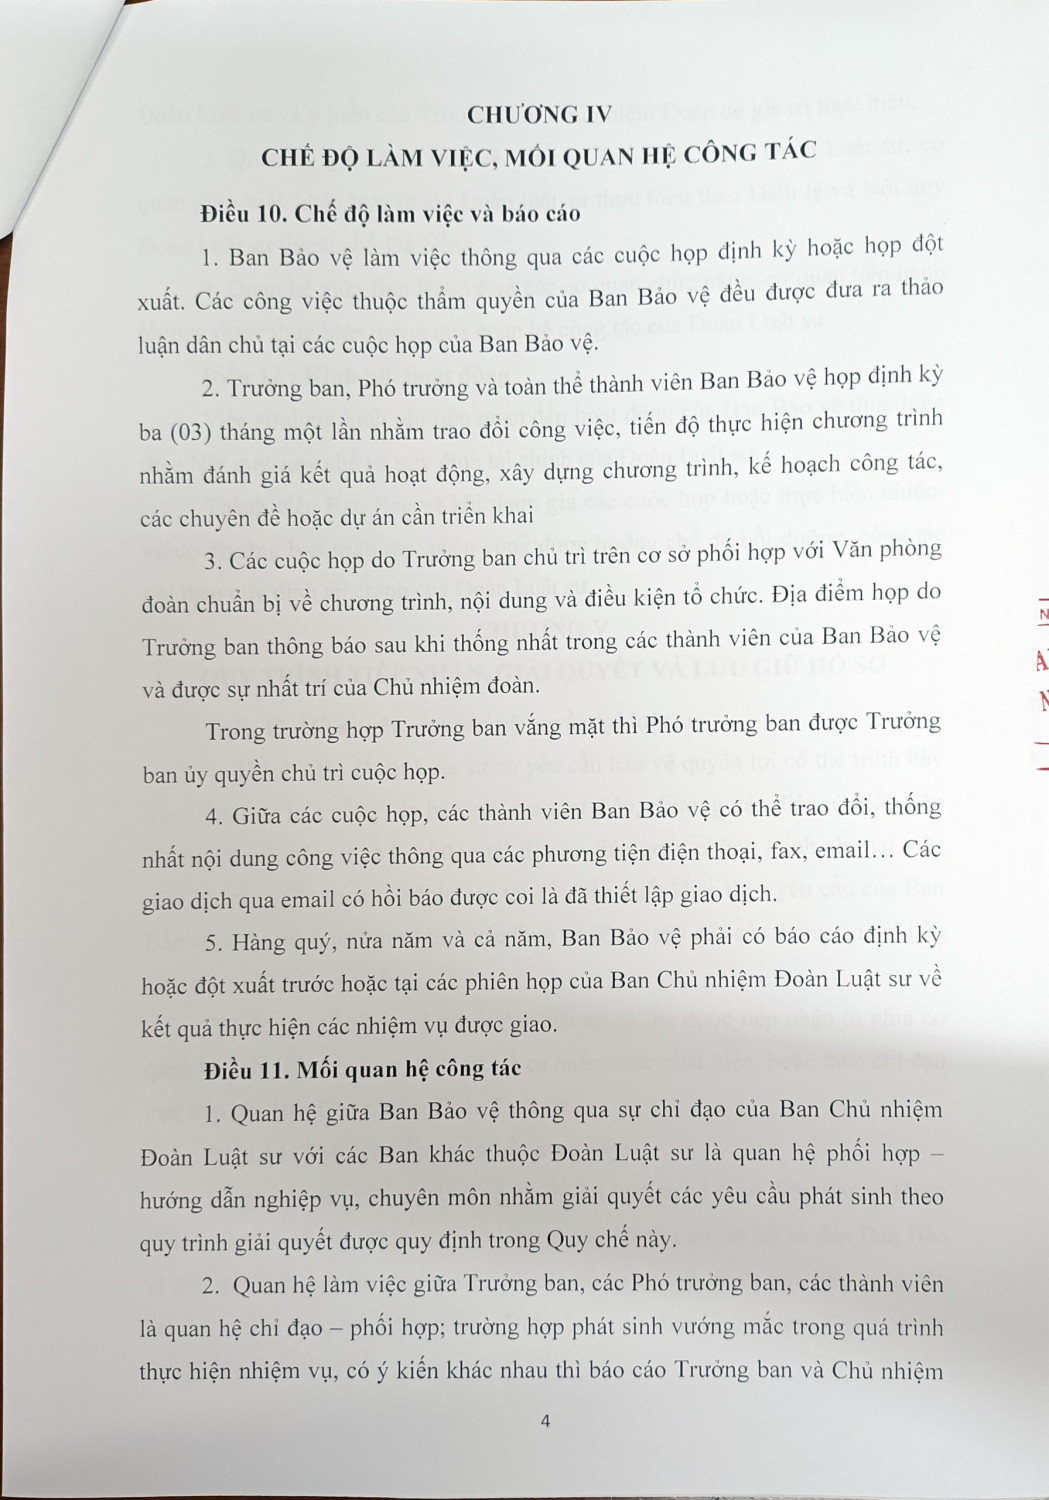 CHƯƠNG IV
CHẾ ĐỘ LÀM VIỆC, MỐI QUAN HỆ CÔNG TÁC
Điều 10. Chế độ làm việc và báo cáo
1. Ban Bảo vệ làm việc thông qua các cuộc họp định kỳ hoặc họp đột
xuất. Các công việc thuộc thẩm quyền của Ban Bảo vệ đều được đưa ra thảo
luận dân chủ tại các cuộc họp của Ban Bảo vệ.
2. Trưởng ban, Phó trưởng và toàn thể thành viên Ban Bảo vệ họp định kỳ
ba (03) tháng một lần nhằm trao đổi công việc, tiến độ thực hiện chương trình
nhằm đánh giá kết quả hoạt động, xây dựng chương trình, kế hoạch công tác,
các chuyên đề hoặc dự án cần triển khai
3. Các cuộc họp do Trưởng ban chủ trì trên cơ sở phối hợp với Văn phòng
đoàn chuẩn bị về chương trình, nội dung và điều kiện tổ chức. Địa điểm họp do
Trưởng ban thông báo sau khi thống nhất trong các thành viên của Ban Bảo vệ
và được sự nhất trí của Chủ nhiệm đoàn.
Trong trường hợp Trưởng ban vắng mặt thì Phó trưởng ban được Trưởng
ban ủy quyền chủ trì cuộc họp.
4. Giữa các cuộc họp, các thành viên Ban Bảo vệ có thể trao đổi, thống
nhất nội dung công việc thông qua các phương tiện điện thoại, fax, email… Các
giao dịch qua email có hồi báo được coi là đã thiết lập giao dịch.
5. Hàng quý, nửa năm và cả năm, Ban Bảo vệ phải có báo cáo định kỳ
hoặc đột xuất trước hoặc tại các phiên họp của Ban Chủ nhiệm Đoàn Luật sư về
kết quả thực hiện các nhiệm vụ được giao.
Điều 11. Mối quan hệ công tác
1. Quan hệ giữa Ban Bảo vệ thông qua sự chỉ đạo của Ban Chủ nhiệm
Đoàn Luật sư với các Ban khác thuộc Đoàn Luật sư là quan hệ phối hợp –
hướng dẫn nghiệp vụ, chuyên môn nhằm giải quyết các yêu cầu phát sinh theo
quy trình giải quyết được quy định trong Quy chế này.
2. Quan hệ làm việc giữa Trưởng ban, các Phó trưởng ban, các thành viên
là quan hệ chỉ đạo – phối hợp; trường hợp phát sinh vướng mắc trong quá trình
thực hiện nhiệm vụ, có ý kiến khác nhau thì báo cáo Trưởng ban và Chủ nhiệm
4